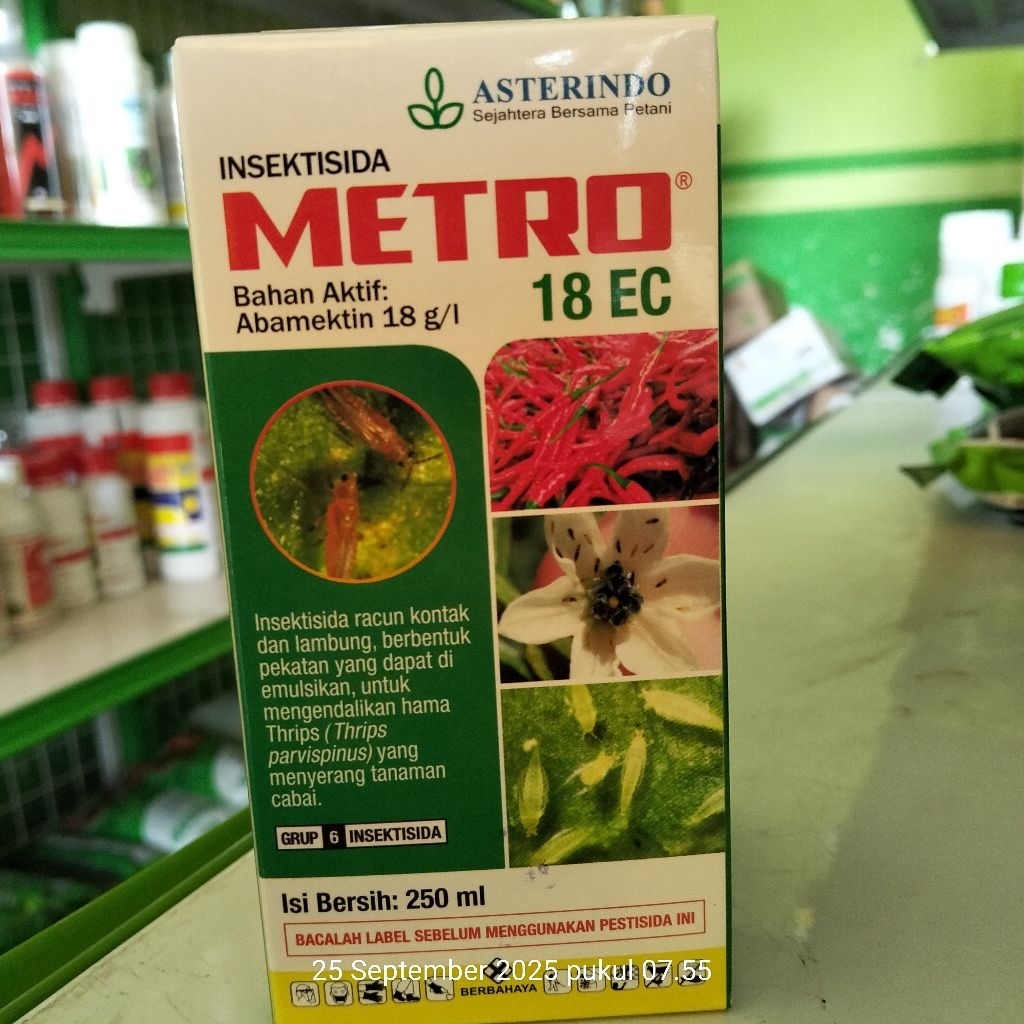 ASTERINDO
Sejahtera Bersama Petani
INSEKTISIDA
METRO®
18 EC
Bahan Aktif:
Abamektin 18 g/l
Insektisida racun kontak
dan lambung, berbentuk
pekatan yang dapat di
emulsikan, untuk
mengendalikan hama
Thrips (Thrips
parvispinus) yang
menyerang tanaman
cabai.
GRUP 6 INSEKTISIDA
Isi Bersih: 250 ml
BACALAH LABEL SEBELUM MENGGUNAKAN PESTISIDA INI
25 September 2025 pukul 07.55
BERBAHAYA